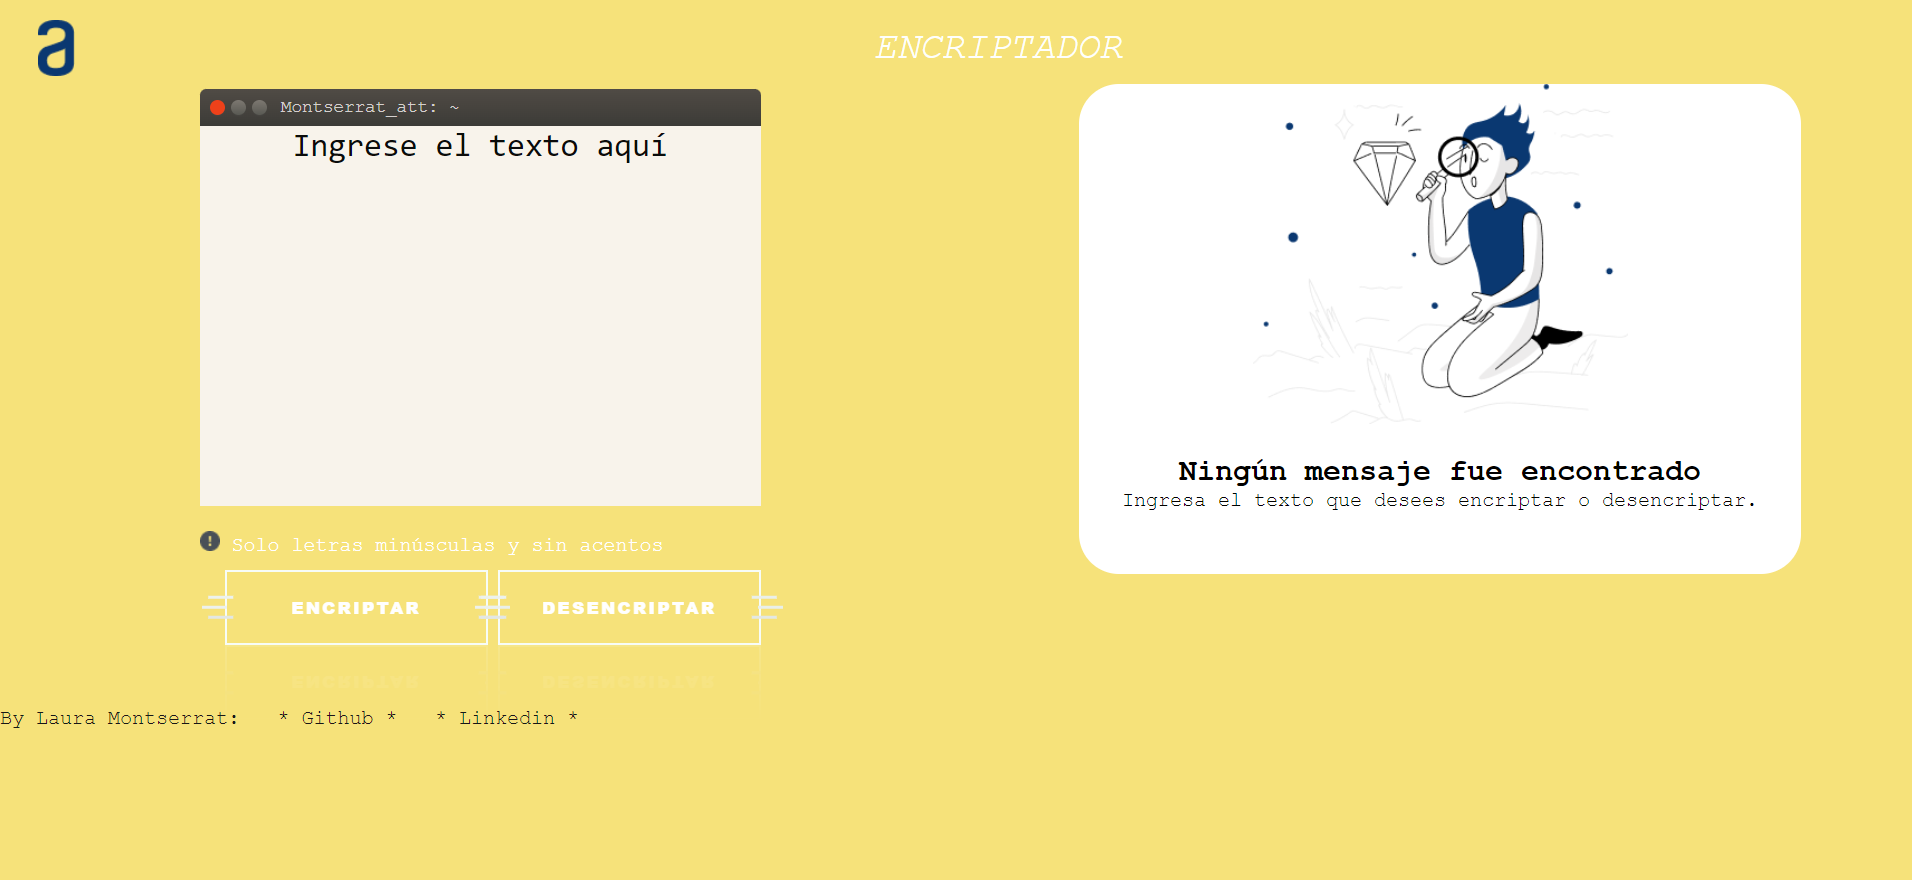 a
ENCRIPTADOR
Montserrat_att: ~
Ingrese el texto aquí
Ningún mensaje fue encontrado
Ingresa el texto que desees encriptar o desencriptar.
! Solo letras minúsculas y sin acentos
ENCRIPTAR
DESENCRIPTAR
By Laura Montserrat: * Github * * Linkedin *